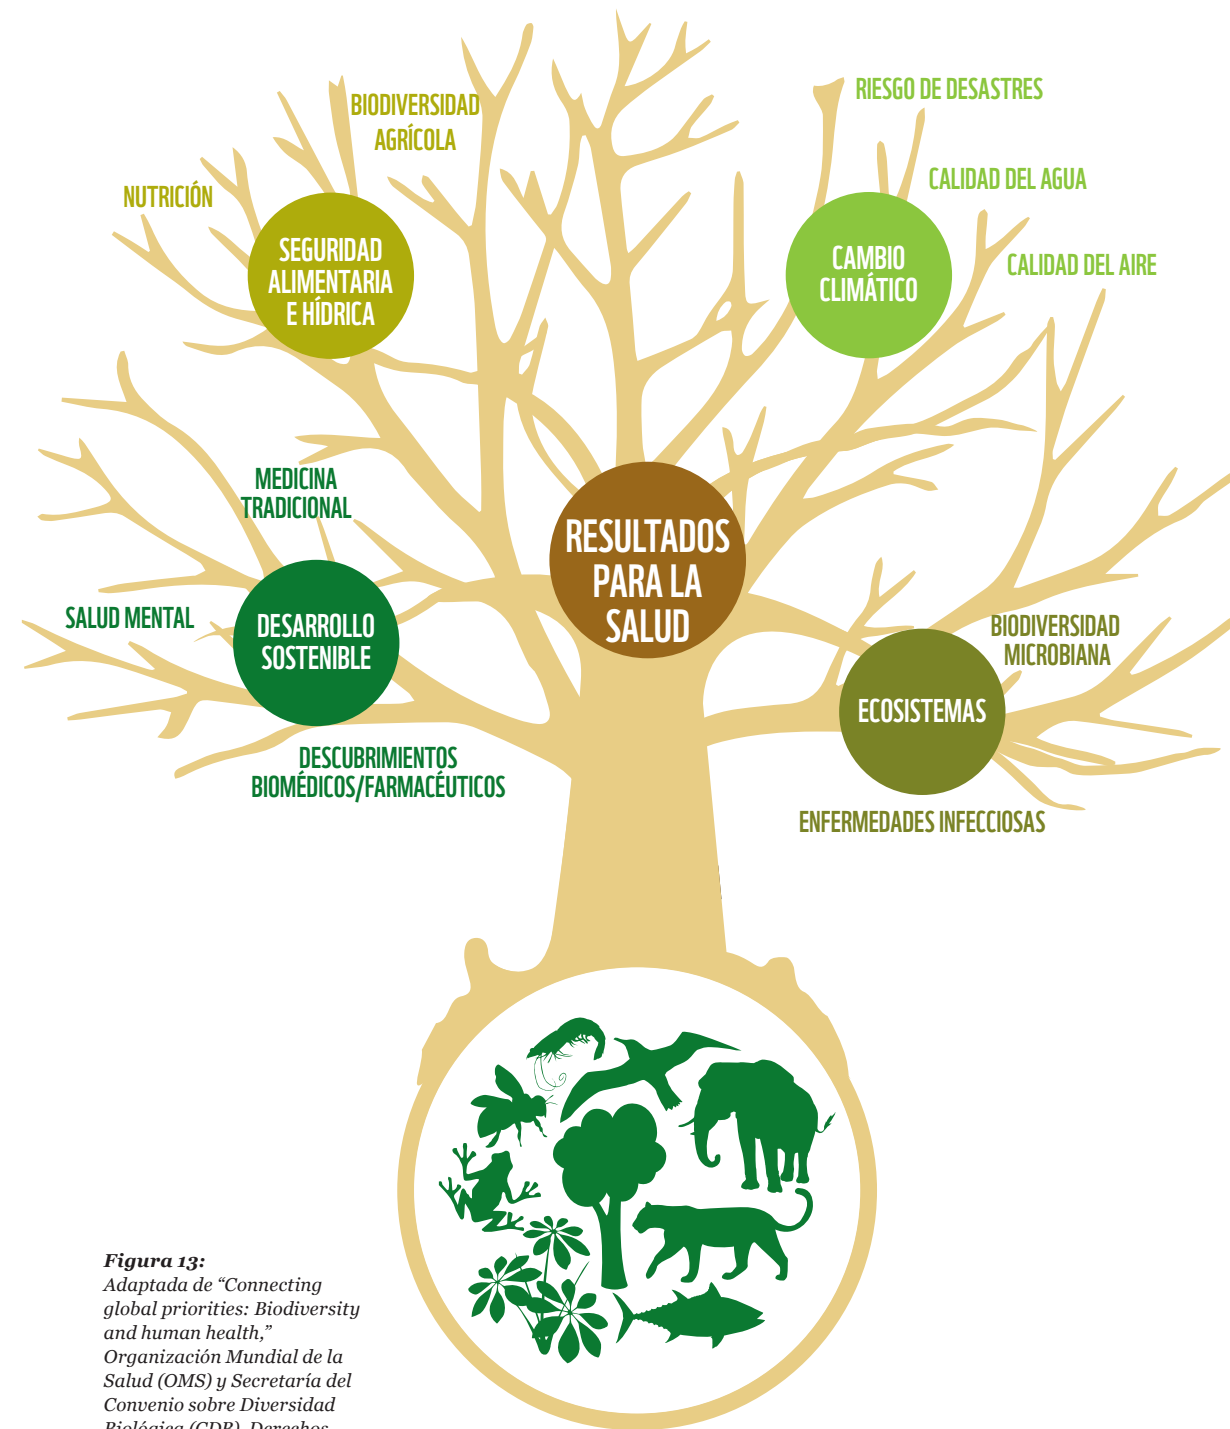 BIODIVERSIDAD
AGRÍCOLA
NUTRICIÓN
SEGURIDAD
ALIMENTARIA
E HÍDRICA
RIESGO DE DESASTRES
CALIDAD DEL AGUA
CALIDAD DEL AIRE
CAMBIO
CLIMÁTICO
MEDICINA
TRADICIONAL
SALUD MENTAL
DESARROLLO
SOSTENIBLE
DESCUBRIMIENTOS
BIOMÉDICOS/FARMACÉUTICOS
RESULTADOS
PARA LA
SALUD
BIODIVERSIDAD
MICROBIANA
ECOSISTEMAS
ENFERMEDADES INFECCIOSAS
Figura 13:
Adaptada de “Connecting
global priorities: Biodiversity
and human health,”
Organización Mundial de la
Salud (OMS) y Secretaría del
Convenio sobre Diversidad
Biológica (CDB). Derechos